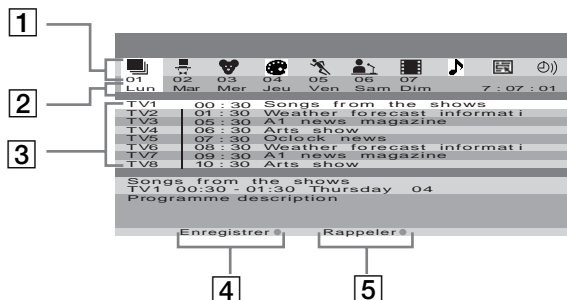 1
01 02 03 04 05 06 07
Lun Mar Mer Jeu Ven Sam Dim 7 : 07 : 01
2
TV1 00 : 30 Songs from the shows
TV2 01 : 30 Weather forecast informati
TV3 05 : 30 A1 news magazine
TV4 06 : 30 Arts show
TV5 07 : 30 Oclock news
TV6 08 : 30 Weather forecast informati
TV7 09 : 30 A1 news magazine
TV8 10 : 30 Arts show
3
Songs from the shows
TV1 00:30 - 01:30 Thursday 04
Programme description
Enregistrer Rappeler
4 5